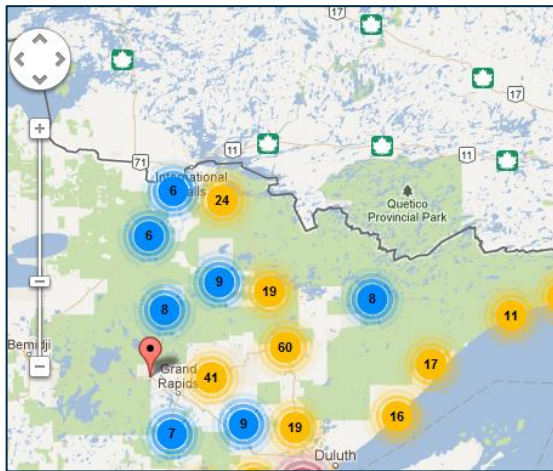 17
17
11
11
71
International
Falls
6
24
Quetico
Provincial Park
6
9
19
8
8
11
60
Bemidji
17
Grand
Rapids
41
16
7
9
19
Duluth